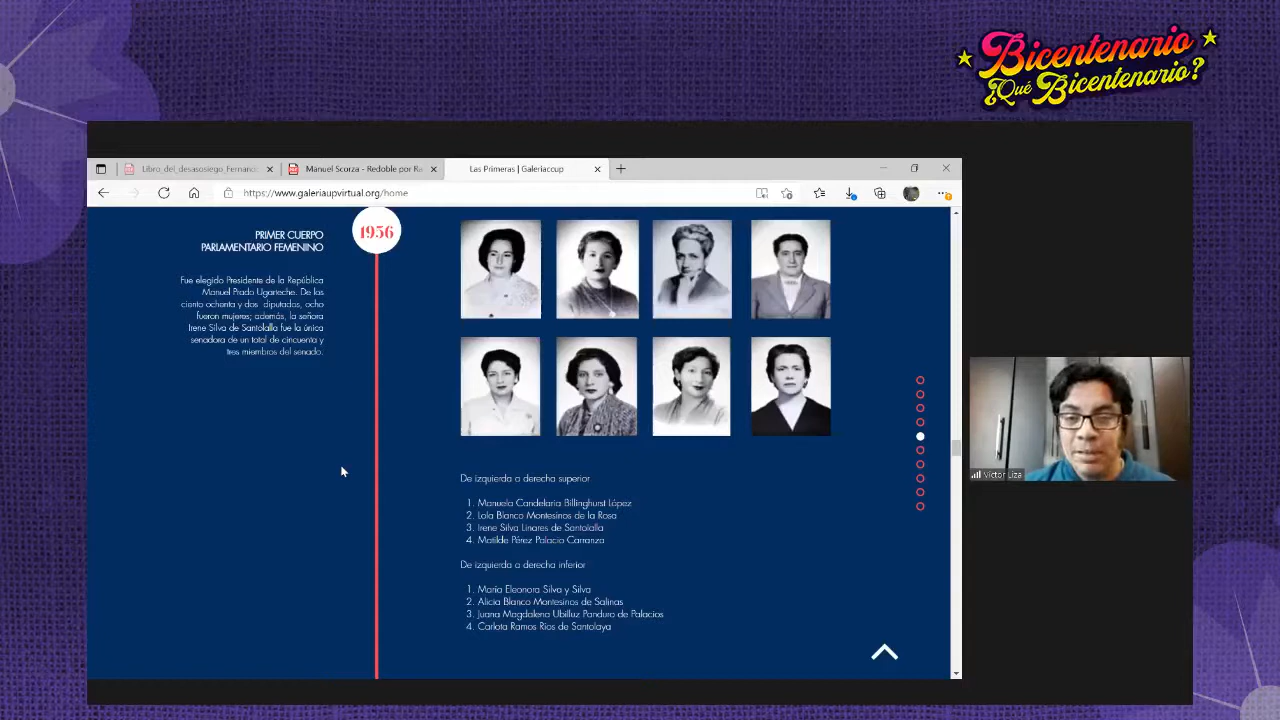 Bicentenario
¿Qué Bicentenario?
Libro_del_desasosiego_Fernand
Manuel Scorza - Redoble por Ra
Las Primeras | Galeriaccup
https://www.galeriaupvirtual.org/home
PRIMER CUERPO
PARLAMENTARIO FEMENINO
1956
Fue elegido Presidente de la República
Manuel Prado Ugarteche. De los
ciento ochenta y dos diputados, ocho
fueron mujeres; además, la señora
Irene Silva de Santolalla fue la única
senadora de un total de cincuenta y
tres miembros del senado.
De izquierda a derecha superior
1. Manuela Candelaria Billinghurst López
2. Lola Blanco Montesinos de la Rosa
3. Irene Silva Linares de Santolalla
4. Matilde Pérez Palacio Carranza
De izquierda a derecha inferior
1. María Eleonora Silva y Silva
2. Alicia Blanco Montesinos de Salinas
3. Juana Magdalena Ubilluz Panduro de Palacios
4. Carlota Ramos Ríos de Santolaya
Victor Liza